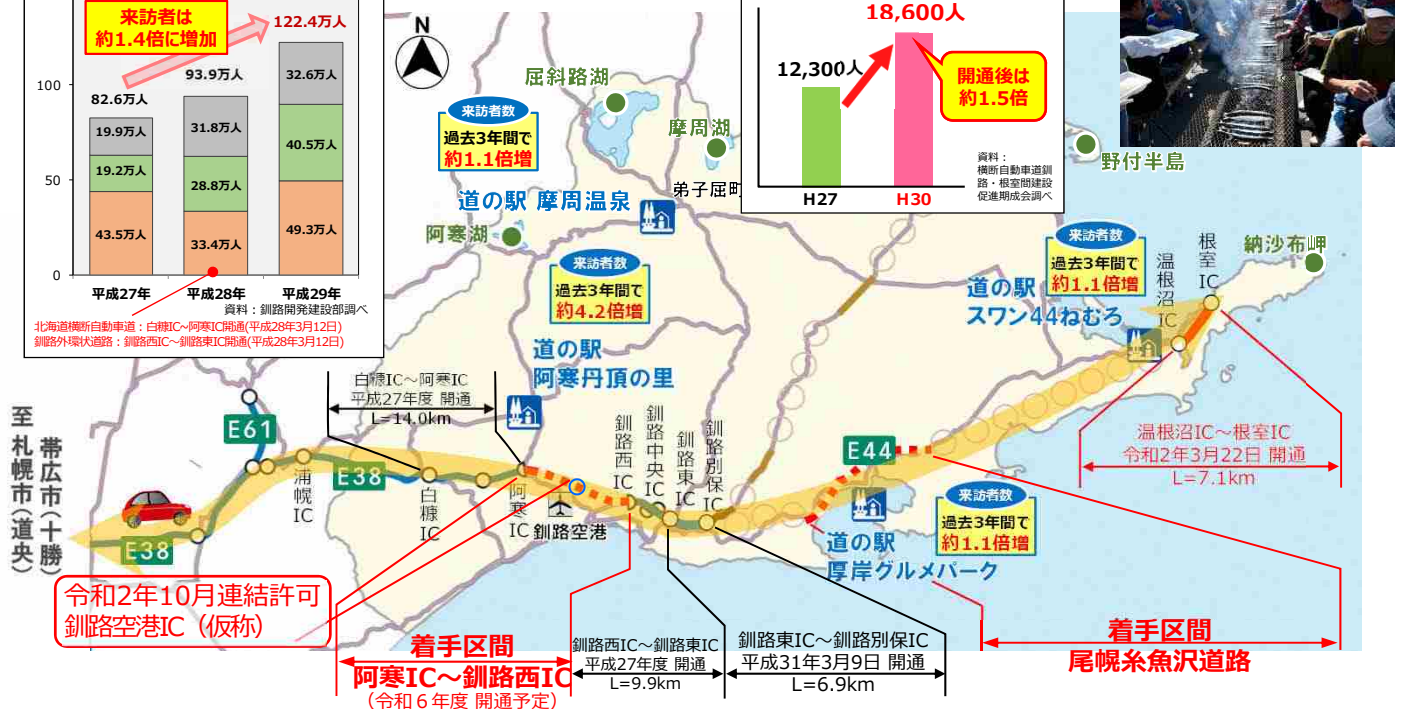 来訪者は
約1.4倍に増加
122.4万人
100
93.9万人
32.6万人
82.6万人
19.9万人
31.8万人
40.5万人
50
19.2万人
28.8万人
43.5万人
33.4万人
49.3万人
0
平成27年
平成28年
平成29年
資料：釧路開発建設部調べ
北海道横断自動車道：白糠IC~阿寒IC開通(平成28年3月12日)
釧路外環状道路：釧路西IC～釧路東IC開通(平成28年3月12日)
N
屈斜路湖
来訪者数
過去3年間で
約1.1倍増
摩周湖
道の駅 摩周温泉
弟子屈町
阿寒湖
18,600人
12,300人
開通後は
約1.5倍
H27
H30
資料：
横断自動車道釧
路・根室間建設
促進期成会調べ
野付半島
来訪者数
過去3年間で
約4.2倍増
来訪者数
過去3年間で
約1.1倍増
根室IC
温根沼IC
納沙布岬
道の駅
スワン44ねむろ
道の駅
阿寒丹頂の里
白糠IC～阿寒IC
平成27年度 開通
L=14.0km
至 帯広市(十勝)
札幌市(道央)
E61
E38
E38
浦幌IC
白糠IC
阿寒IC
釧路空港
釧路西IC
釧路中央IC
釧路東IC
釧路別保IC
E44
温根沼IC～根室IC
令和2年3月22日 開通
L=7.1km
来訪者数
過去3年間で
約1.1倍増
道の駅
厚岸グルメパーク
令和2年10月連結許可
釧路空港IC（仮称）
着手区間
阿寒IC～釧路西IC
（令和６年度 開通予定）
釧路西IC～釧路東IC
平成27年度 開通
L=9.9km
釧路東IC～釧路別保IC
平成31年3月9日 開通
L=6.9km
着手区間
尾幌糸魚沢道路